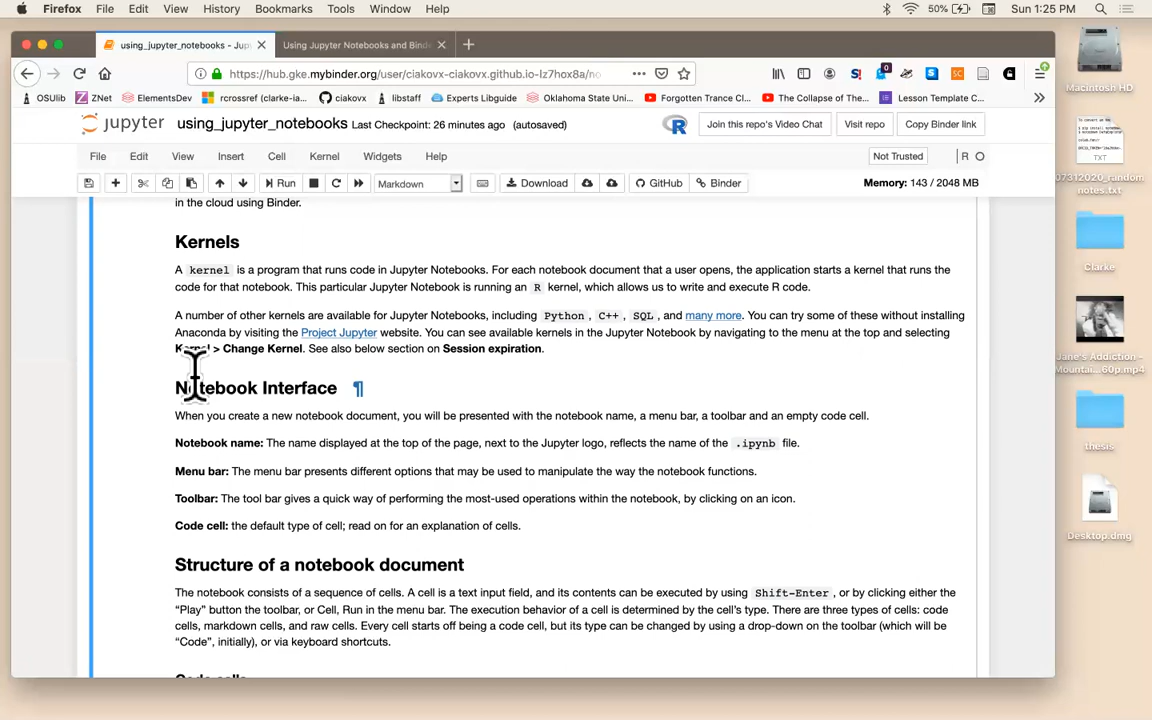 Firefox File Edit View History Bookmarks Tools Window Help 50% Sun 1:25 PM
using_jupyter_notebooks - Jup Using Jupyter Notebooks and Bind
https://hub.gke.mybinder.org/user/ciakovx-ciakovx.github.io-lz7hox8a/no
OSUlib ZNet ElementsDev rcrossref (clarke-ia... ciakovx libstaff Experts Libguide Oklahoma State Uni... Forgotten Trance Cl... The Collapse of The... Lesson Template C...
jupyter using_jupyter_notebooks Last Checkpoint: 26 minutes ago (autosaved) Join this repo's Video Chat Visit repo Copy Binder link
File Edit View Insert Cell Kernel Widgets Help Not Trusted R
Run Markdown Download GitHub Binder Memory: 143 / 2048 MB
in the cloud using Binder.
Kernels
A kernel is a program that runs code in Jupyter Notebooks. For each notebook document that a user opens, the application starts a kernel that runs the
code for that notebook. This particular Jupyter Notebook is running an R kernel, which allows us to write and execute R code.
A number of other kernels are available for Jupyter Notebooks, including Python, C++, SQL, and many more. You can try some of these without installing
Anaconda by visiting the Project Jupyter website. You can see available kernels in the Jupyter Notebook by navigating to the menu at the top and selecting
Kernel > Change Kernel. See also below section on Session expiration.
Notebook Interface ¶
When you create a new notebook document, you will be presented with the notebook name, a menu bar, a toolbar and an empty code cell.
Notebook name: The name displayed at the top of the page, next to the Jupyter logo, reflects the name of the .ipynb file.
Menu bar: The menu bar presents different options that may be used to manipulate the way the notebook functions.
Toolbar: The tool bar gives a quick way of performing the most-used operations within the notebook, by clicking on an icon.
Code cell: the default type of cell; read on for an explanation of cells.
Structure of a notebook document
The notebook consists of a sequence of cells. A cell is a text input field, and its contents can be executed by using Shift-Enter, or by clicking either the
“Play” button the toolbar, or Cell, Run in the menu bar. The execution behavior of a cell is determined by the cell’s type. There are three types of cells: code
cells, markdown cells, and raw cells. Every cell starts off being a code cell, but its type can be changed by using a drop-down on the toolbar (which will be
“Code”, initially), or via keyboard shortcuts.
Code cells
Macintosh HD
TXT
07312020_random
notes.txt
Clarke
Jane's Addiction -
Mountai...60p.mp4
thesis
Desktop.dmg